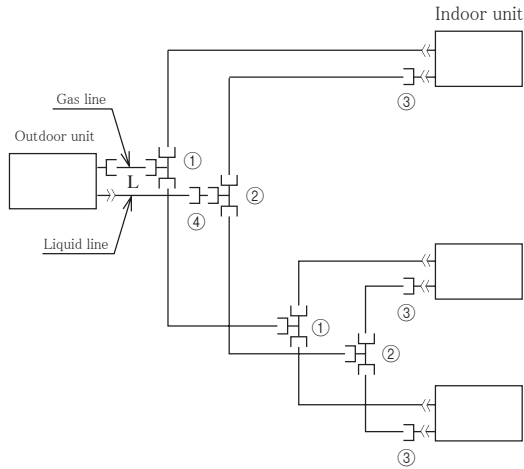 Indoor unit
Gas line
③
Outdoor unit
①
L
②
④
Liquid line
③
①
②
③